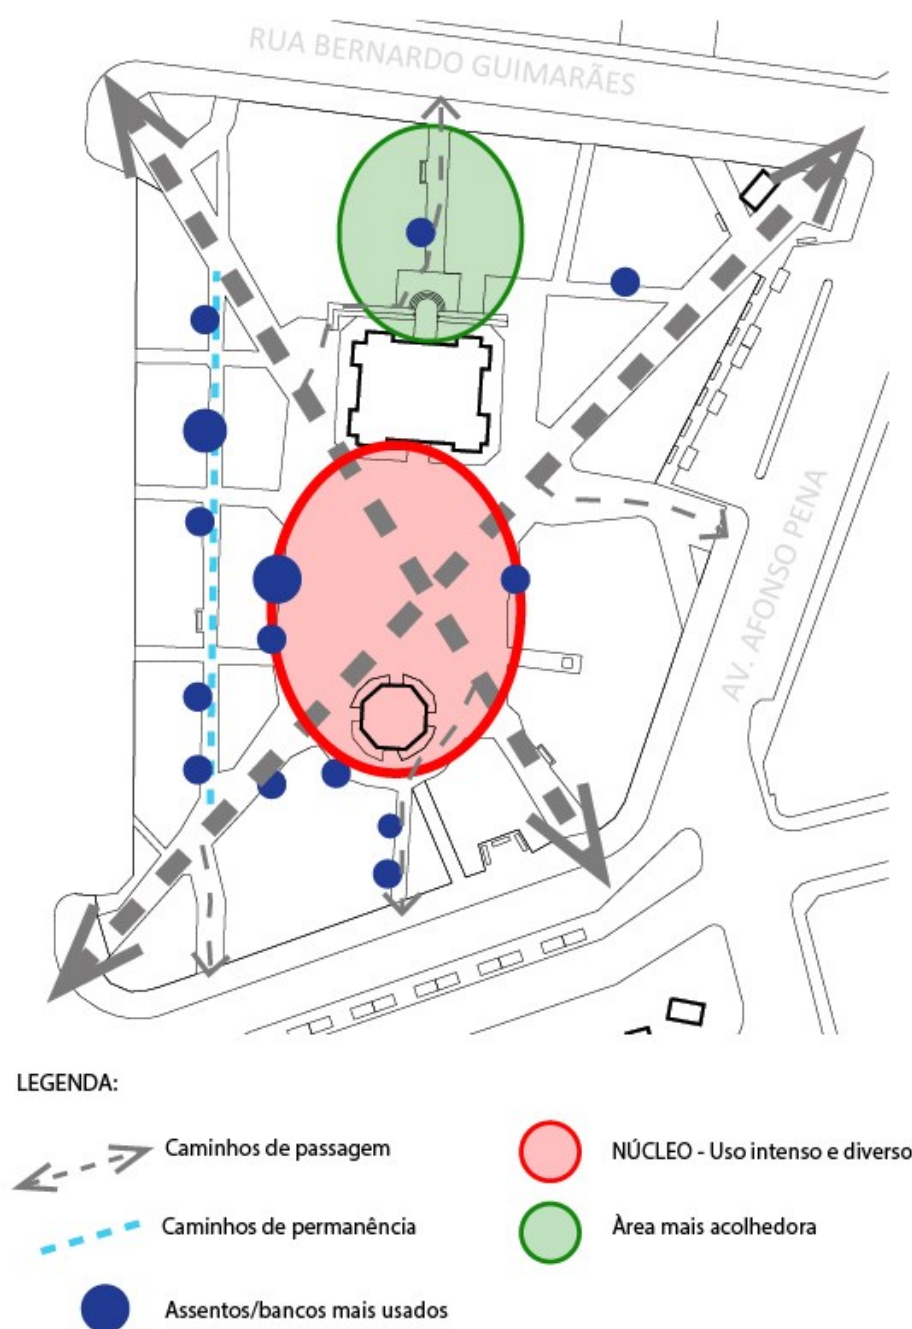 RUA BERNARDO GUIMARÃES
AV. AFONSO PENA
LEGENDA:
Caminhos de passagem
Caminhos de permanência
Assentos/bancos mais usados
NÚCLEO - Uso intenso e diverso
Àrea mais acolhedora